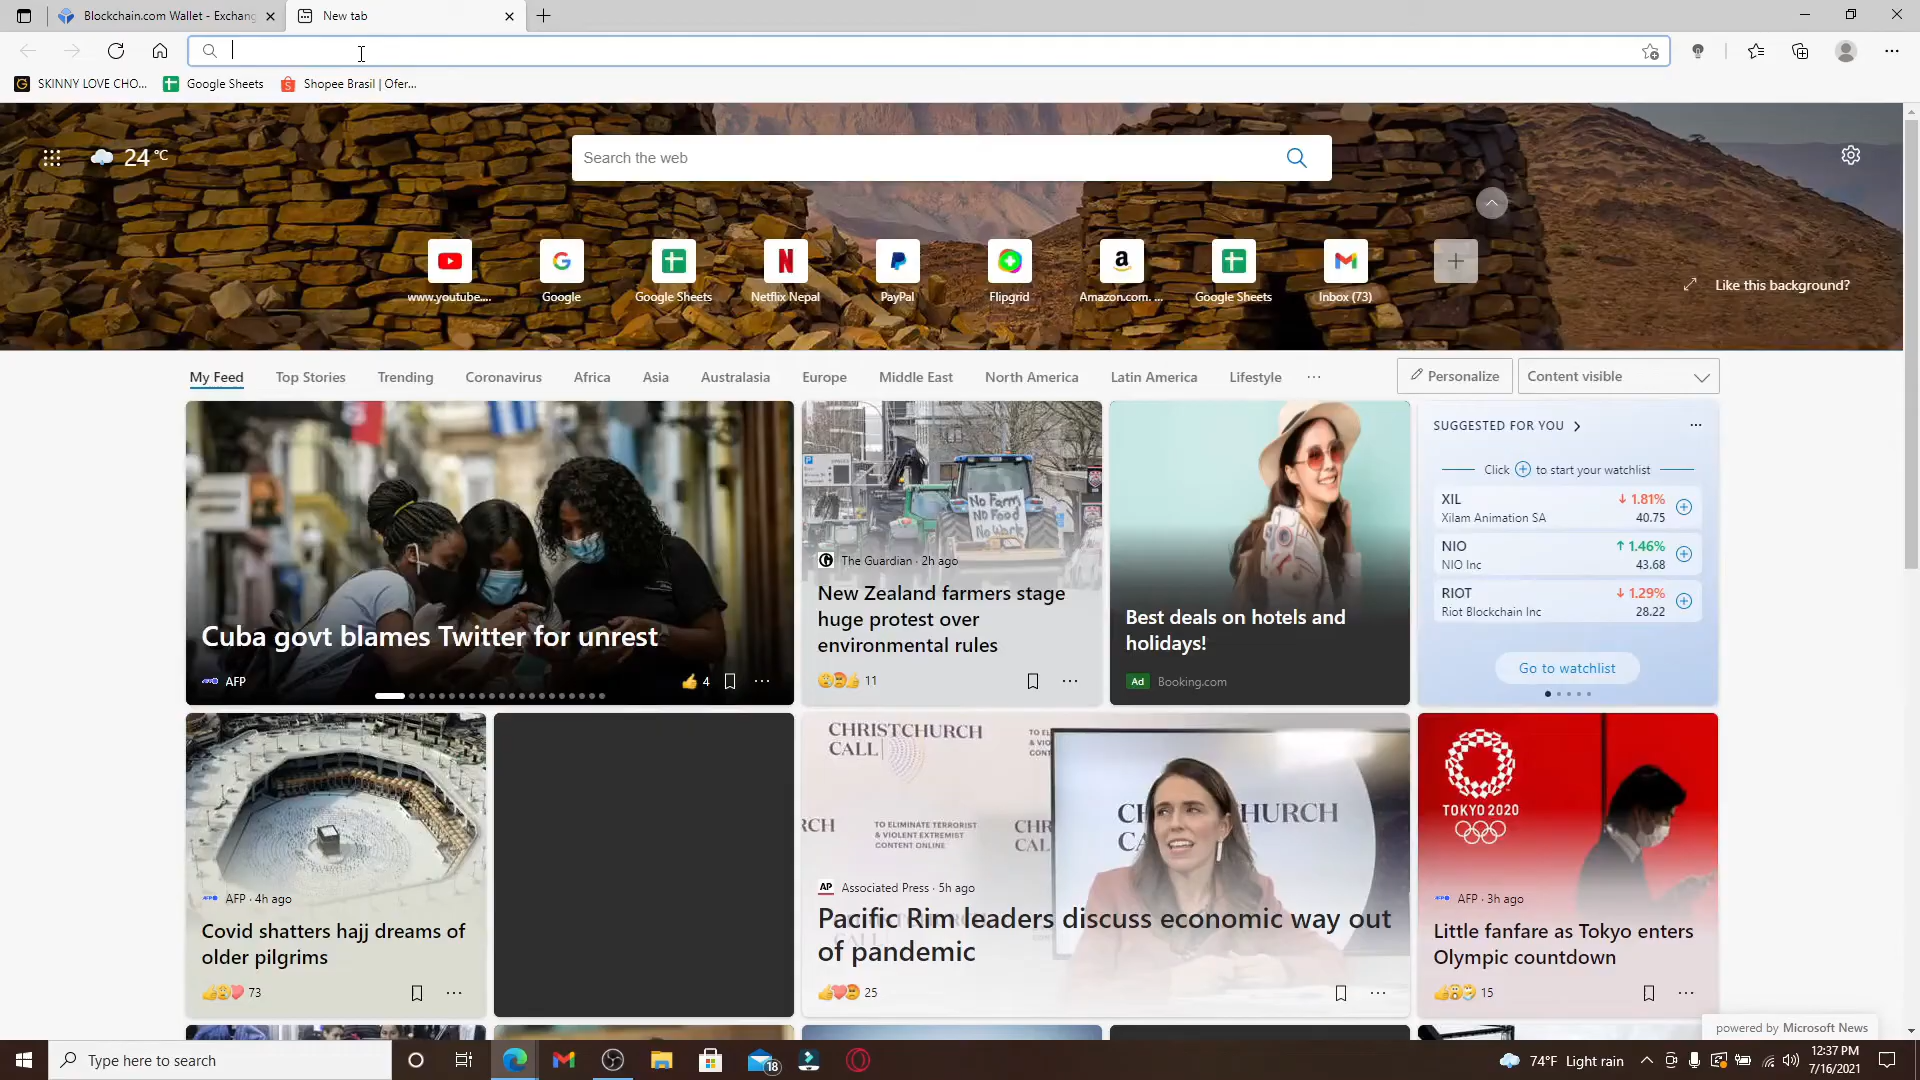 Blockchain.com Wallet - Exchang
New tab
SKINNY LOVE CHO...
Google Sheets
Shopee Brasil | Ofer...
24 °C
Search the web
www.youtube....
Google
Google Sheets
Netflix Nepal
PayPal
Flipgrid
Amazon.com. ...
Google Sheets
Inbox (73)
Like this background?
My Feed
Top Stories
Trending
Coronavirus
Africa
Asia
Australasia
Europe
Middle East
North America
Latin America
Lifestyle
Personalize
Content visible
Cuba govt blames Twitter for unrest
AFP
4
No Farm
No Food
No Work
The Guardian · 2h ago
New Zealand farmers stage
huge protest over
environmental rules
11
Best deals on hotels and
holidays!
Ad Booking.com
SUGGESTED FOR YOU
Click + to start your watchlist
XIL 1.81%
Xilam Animation SA 40.75
NIO 1.46%
NIO Inc 43.68
RIOT 1.29%
Riot Blockchain Inc 28.22
Go to watchlist
AFP · 4h ago
Covid shatters hajj dreams of
older pilgrims
73
CHRISTCHURCH
CALL
TO ELIMINATE TERRORIST
& VIOLENT EXTREMIST
CONTENT ONLINE
Associated Press · 5h ago
Pacific Rim leaders discuss economic way out
of pandemic
25
TOKYO 2020
AFP · 3h ago
Little fanfare as Tokyo enters
Olympic countdown
15
powered by Microsoft News
Type here to search
18
74°F Light rain
12:37 PM
7/16/2021